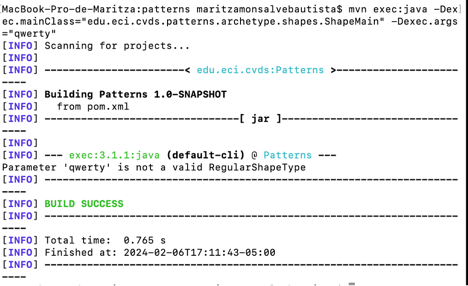 MacBook-Pro-de-Maritza:patterns maritzamonsalvebautista$ mvn exec:java -Dex
ec.mainClass="edu.eci.cvds.patterns.archetype.shapes.ShapeMain" -Dexec.args
="qwerty"
[INFO] Scanning for projects...
[INFO]
[INFO] ----------------------< edu.eci.cvds:Patterns >---------------------
----
[INFO] Building Patterns 1.0-SNAPSHOT
[INFO]   from pom.xml
[INFO] --------------------------------[ jar ]-----------------------------
----
[INFO]
[INFO] --- exec:3.1.1:java (default-cli) @ Patterns ---
Parameter 'qwerty' is not a valid RegularShapeType
[INFO] --------------------------------------------------------------------
----
[INFO] BUILD SUCCESS
[INFO] --------------------------------------------------------------------
----
[INFO] Total time:  0.765 s
[INFO] Finished at: 2024-02-06T17:11:43-05:00
[INFO] --------------------------------------------------------------------
----